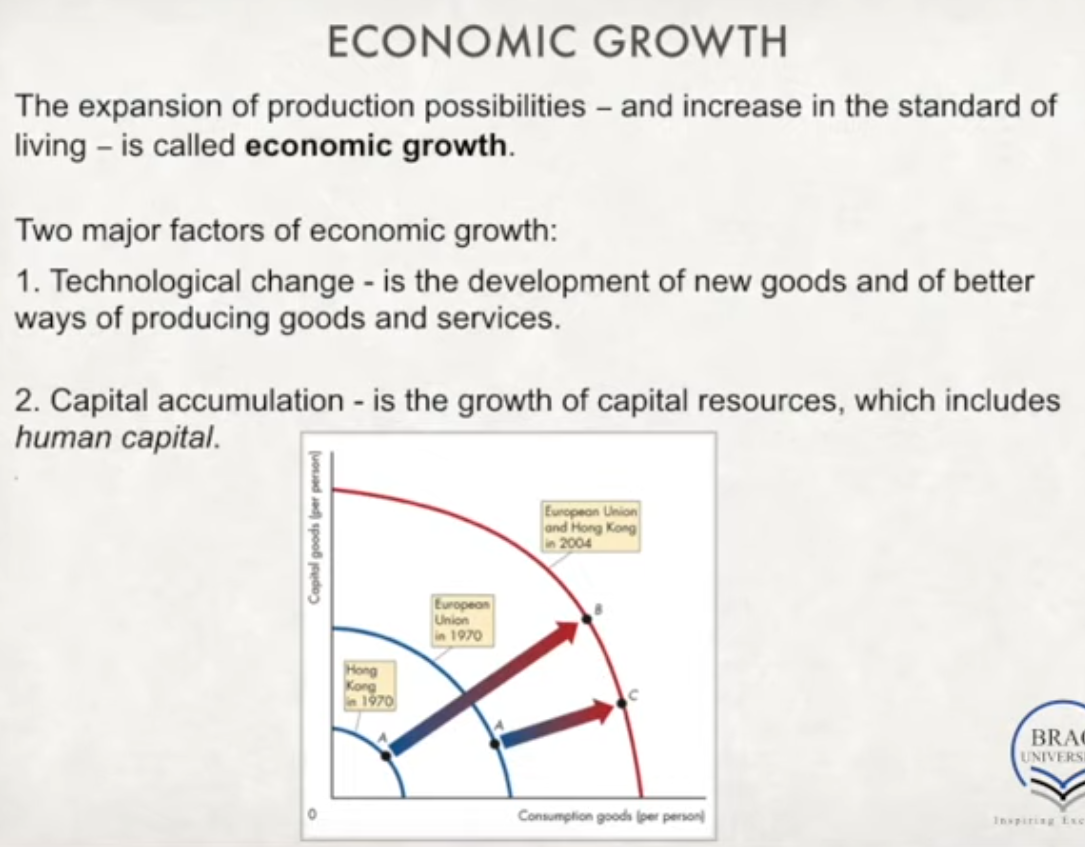 ECONOMIC GROWTH
The expansion of production possibilities – and increase in the standard of
living – is called economic growth.
Two major factors of economic growth:
1. Technological change - is the development of new goods and of better
ways of producing goods and services.
2. Capital accumulation - is the growth of capital resources, which includes
human capital.
Capital goods (per person)
European Union
and Hong Kong
in 2004
B
European
Union
in 1970
Hong
Kong
in 1970
C
A
A
0
Consumption goods (per person)
BRAC
UNIVERS
Inspiring Exc